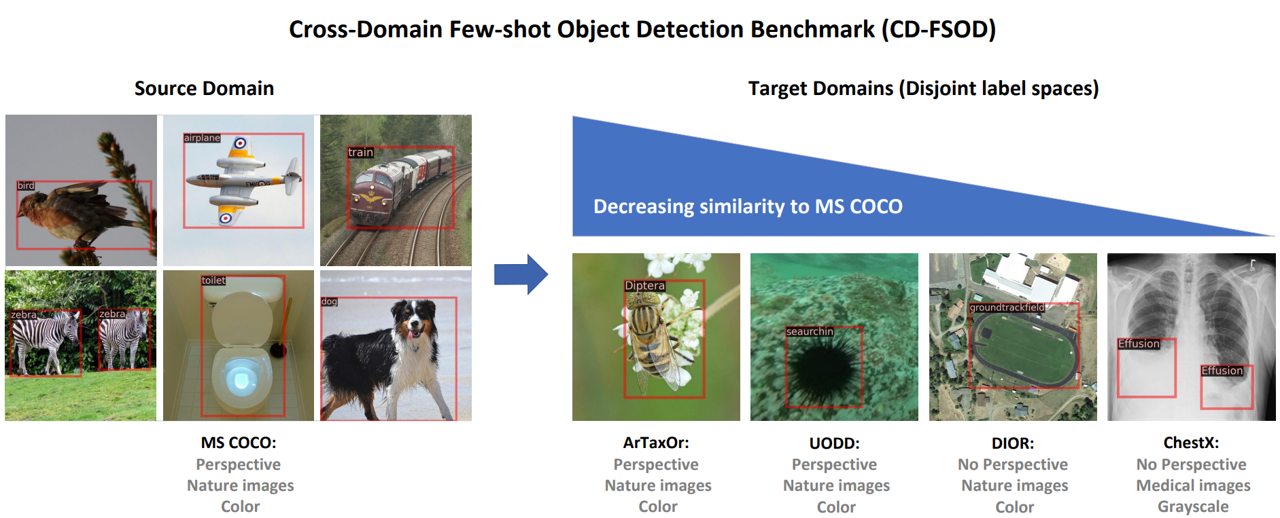 Cross-Domain Few-shot Object Detection Benchmark (CD-FSOD)
Source Domain
bird
airplane
train
zebra
zebra
toilet
dog
MS COCO:
Perspective
Nature images
Color
Target Domains (Disjoint label spaces)
Decreasing similarity to MS COCO
Diptera
seaurchin
groundtrackfield
Effusion
Effusion
ArTaxOr:
Perspective
Nature images
Color
UODD:
Perspective
Nature images
Color
DIOR:
No Perspective
Nature images
Color
ChestX:
No Perspective
Medical images
Grayscale